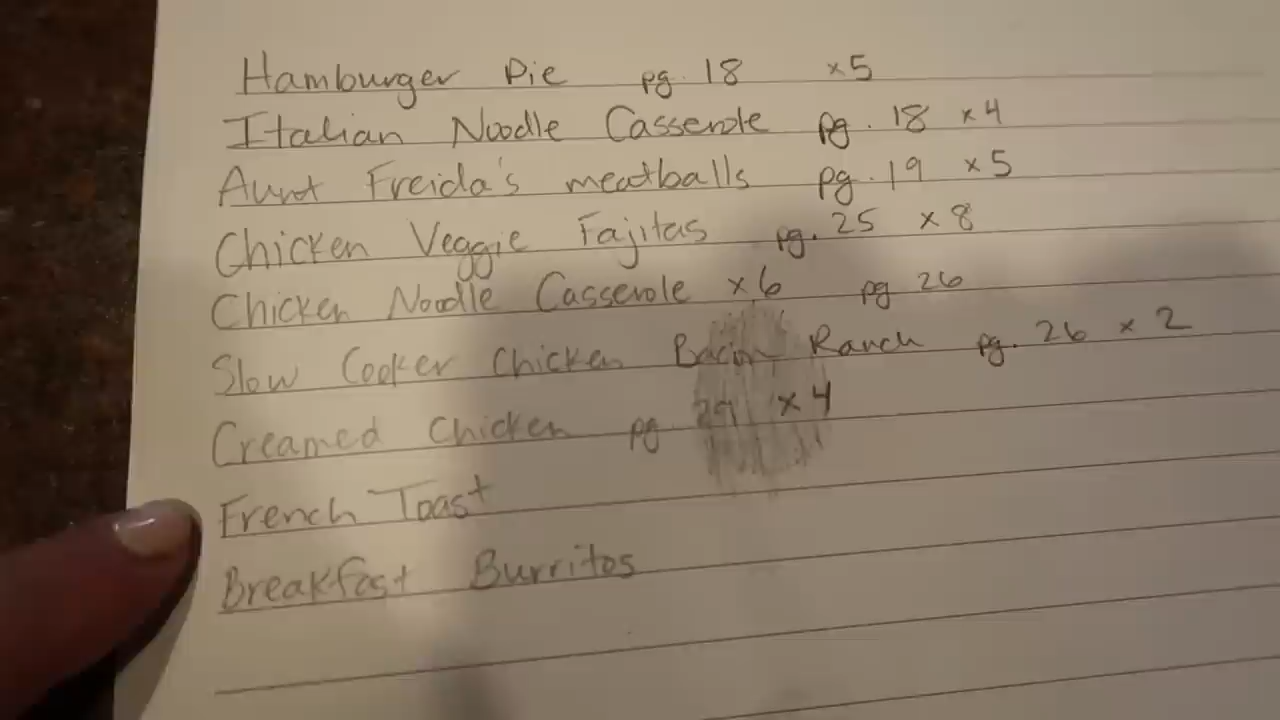 Hamburger Pie pg. 18 x5
Italian Noodle Casserole pg. 18 x4
Aunt Freida's meatballs pg. 19 x5
Chicken Veggie Fajitas pg. 25 x8
Chicken Noodle Casserole x6 pg 26
Slow Cooker Chicken Bacon Ranch pg. 26 x 2
Creamed Chicken pg x4
French Toast
Breakfast Burritos